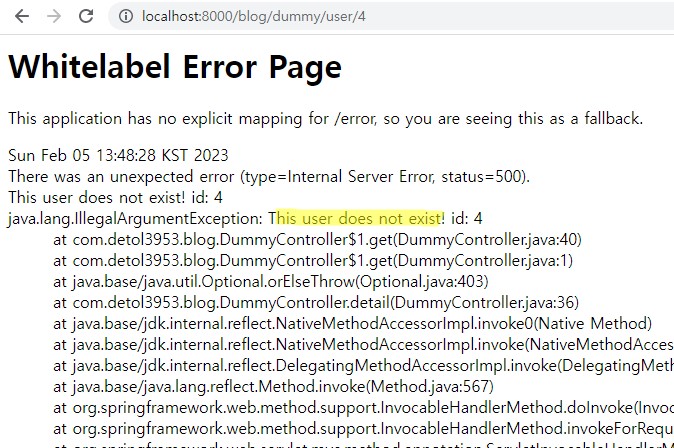 localhost:8000/blog/dummy/user/4
Whitelabel Error Page
This application has no explicit mapping for /error, so you are seeing this as a fallback.
Sun Feb 05 13:48:28 KST 2023
There was an unexpected error (type=Internal Server Error, status=500).
This user does not exist! id: 4
java.lang.IllegalArgumentException: This user does not exist! id: 4
at com.detol3953.blog.DummyController$1.get(DummyController.java:40)
at com.detol3953.blog.DummyController$1.get(DummyController.java:1)
at java.base/java.util.Optional.orElseThrow(Optional.java:403)
at com.detol3953.blog.DummyController.detail(DummyController.java:36)
at java.base/jdk.internal.reflect.NativeMethodAccessorImpl.invoke0(Native Method)
at java.base/jdk.internal.reflect.NativeMethodAccessorImpl.invoke(NativeMethodAcces
at java.base/jdk.internal.reflect.DelegatingMethodAccessorImpl.invoke(DelegatingMeth
at java.base/java.lang.reflect.Method.invoke(Method.java:567)
at org.springframework.web.method.support.InvocableHandlerMethod.doInvoke(Invoc
at org.springframework.web.method.support.InvocableHandlerMethod.invokeForRequ